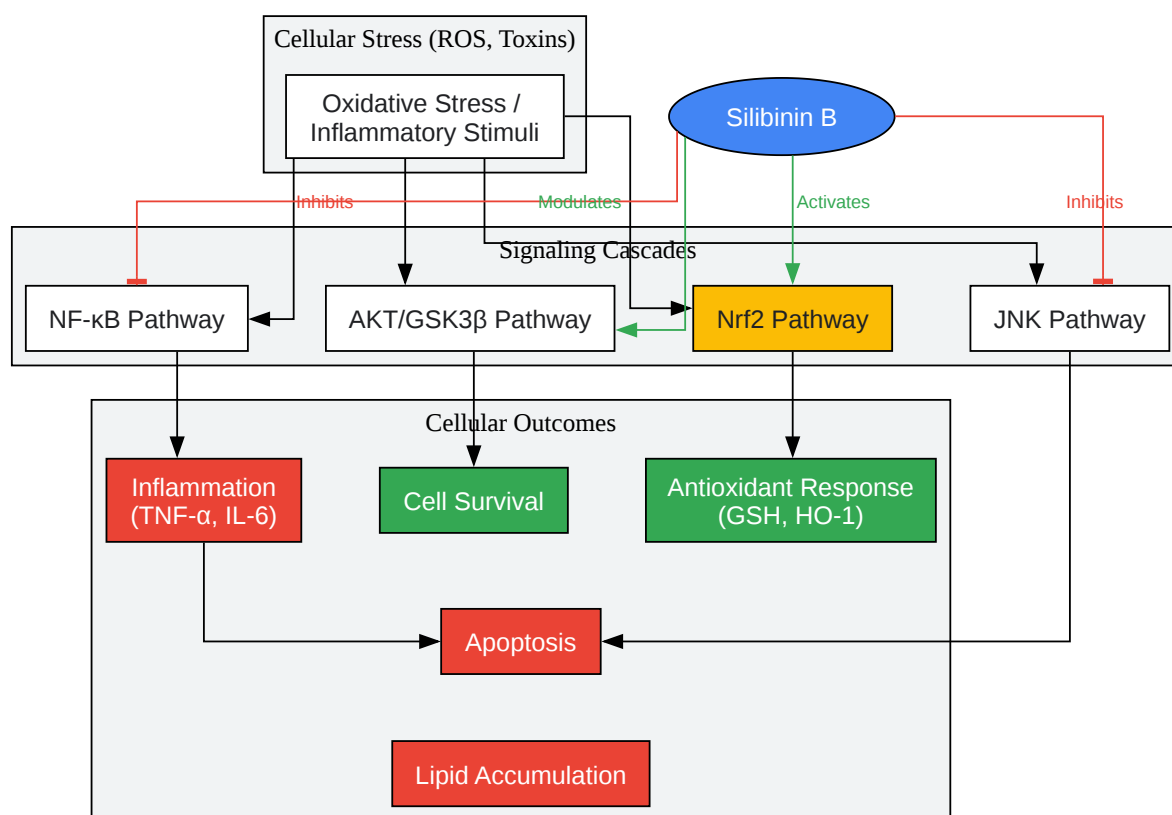 Cellular Stress (ROS, Toxins)
Oxidative Stress /
Inflammatory Stimuli
Silibinin B
Inhibits
Modulates
Activates
Inhibits
Signaling Cascades
NF-κB Pathway
AKT/GSK3β Pathway
Nrf2 Pathway
JNK Pathway
Cellular Outcomes
Inflammation
(TNF-α, IL-6)
Cell Survival
Antioxidant Response
(GSH, HO-1)
Apoptosis
Lipid Accumulation